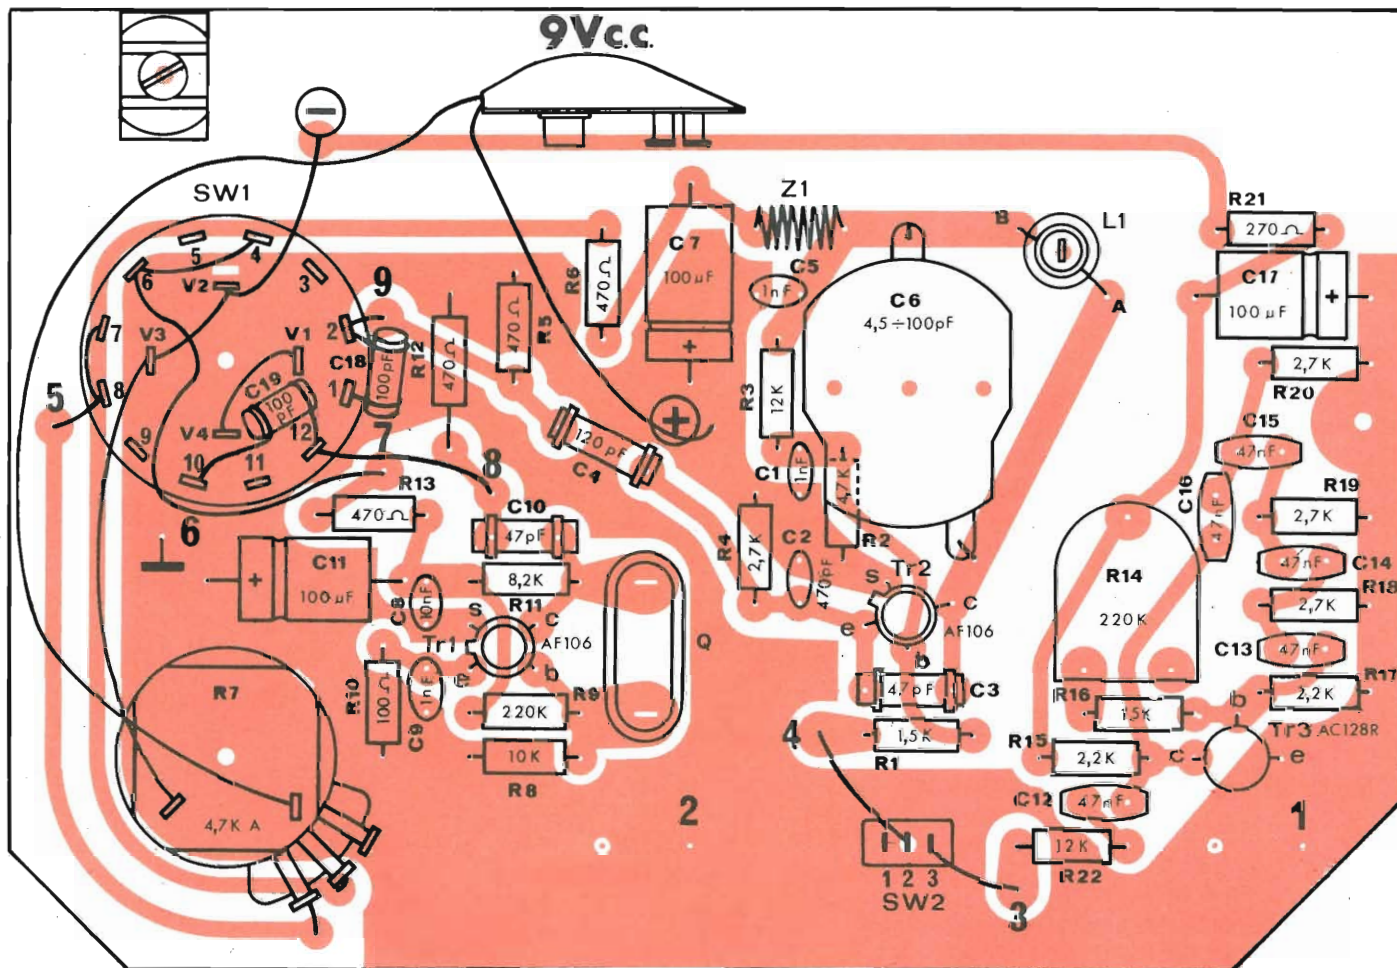 9Vc.c.
−
SW1
Z1
R21
270Ω
B
L1
A
5
4
6
3
V2
9
C7
100µF
+
C5
1nF
C6
4,5÷100pF
C17
100µF
+
R6
470Ω
R5
470Ω
7
V3
V1
2
C18
100pF
R12
470Ω
2,7K
R20
5
8
C19
100
PF
1
R3
12K
+
V4
12
7
120pF
C4
C15
47nF
9
10
11
8
C1
1nF
4,7K
R2
C16
47nF
R19
2,7K
R13
470Ω
6
C10
47pF
R4
2,7K
C2
470pF
S
Tr2
C
e
b
AF106
C14
47nF
R14
220K
R18
2,7K
+
C11
100µF
C8
10nF
8,2K
R11
S
Tr1
C
e
b
AF106
Q
C13
47nF
R7
4,7K A
R10
100Ω
1nF
C9
R9
220K
10K
R8
47pF
C3
R17
2,2K
R16
15K
b
Tr3
AC128R
c
e
4
1,5K
R1
R15
2,2K
C12
47nF
2
1
1 2 3
SW2
12K
R22
3